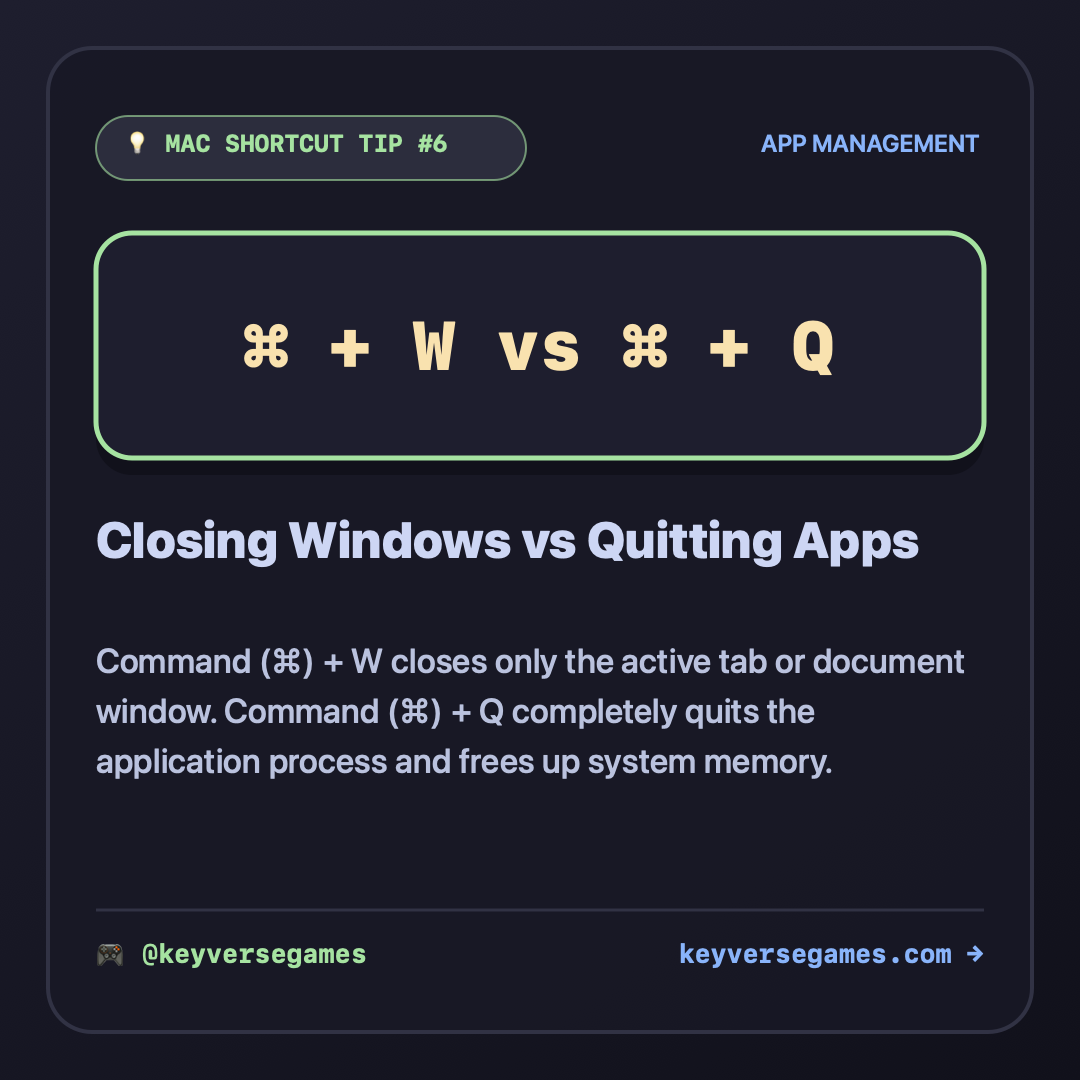 💡 MAC SHORTCUT TIP #6
APP MANAGEMENT
⌘ + W vs ⌘ + Q
Closing Windows vs Quitting Apps
Command (⌘) + W closes only the active tab or document
window. Command (⌘) + Q completely quits the
application process and frees up system memory.
🎮 @keyversegames
keyversegames.com →